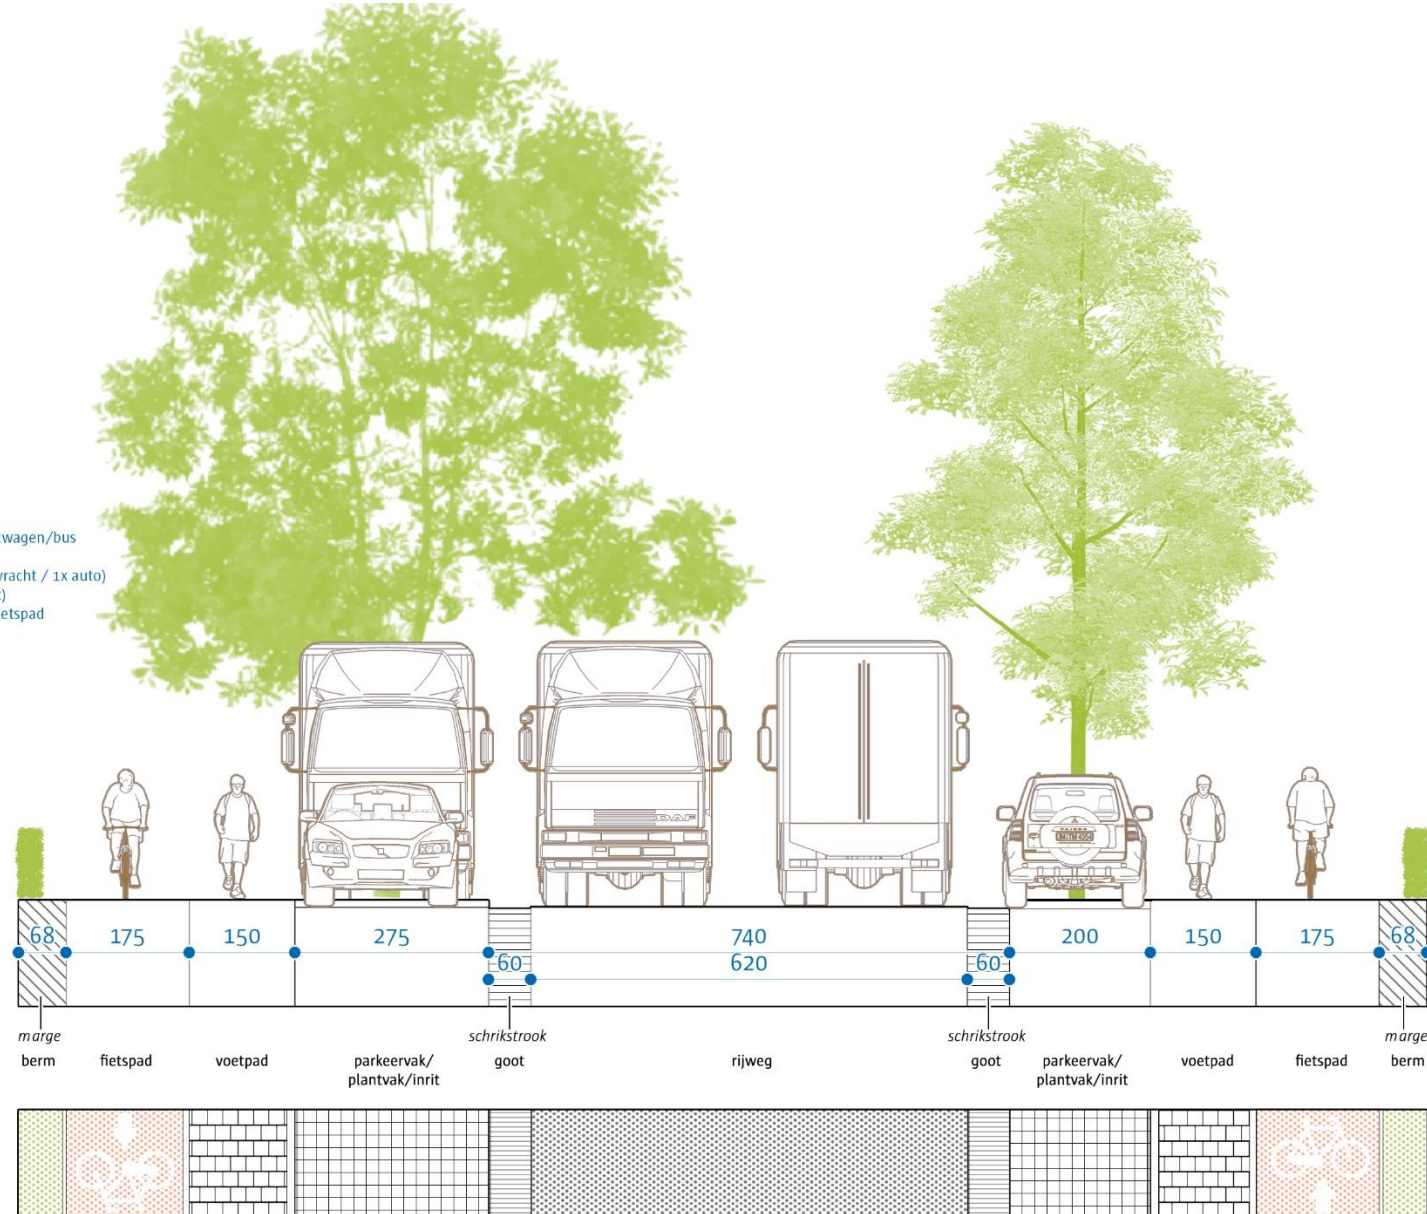 wagen/bus
racht / 1x auto)
etspad
DAF
68 175 150 275 740 200 150 175 68
60 620 60
marge schrikstrook schrikstrook marge
berm fietspad voetpad parkeervak/ goot rijweg goot parkeervak/ voetpad fietspad berm
plantvak/inrit plantvak/inrit